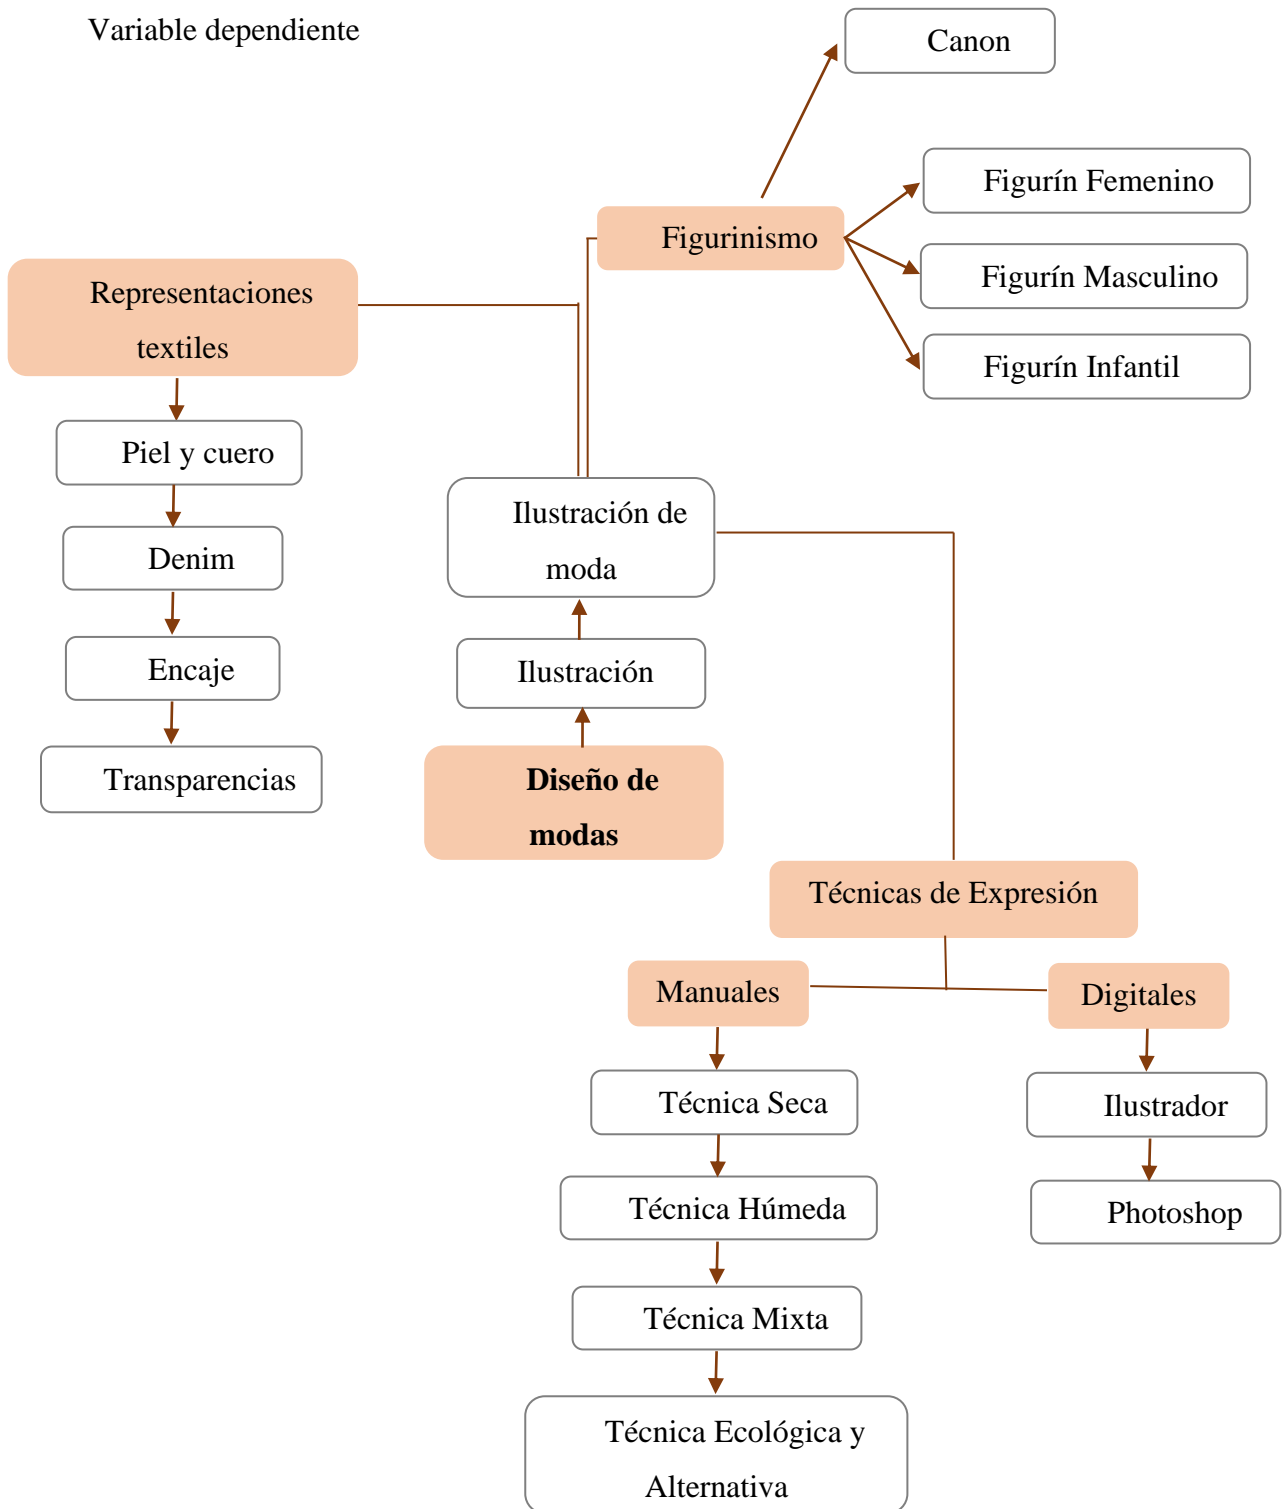 Variable dependiente
Canon
Figurín Femenino
Figurinismo
Figurín Masculino
Figurín Infantil
Representaciones
textiles
Piel y cuero
Denim
Encaje
Transparencias
Ilustración de
moda
Ilustración
Diseño de
modas
Técnicas de Expresión
Manuales
Digitales
Técnica Seca
Ilustrador
Técnica Húmeda
Photoshop
Técnica Mixta
Técnica Ecológica y
Alternativa